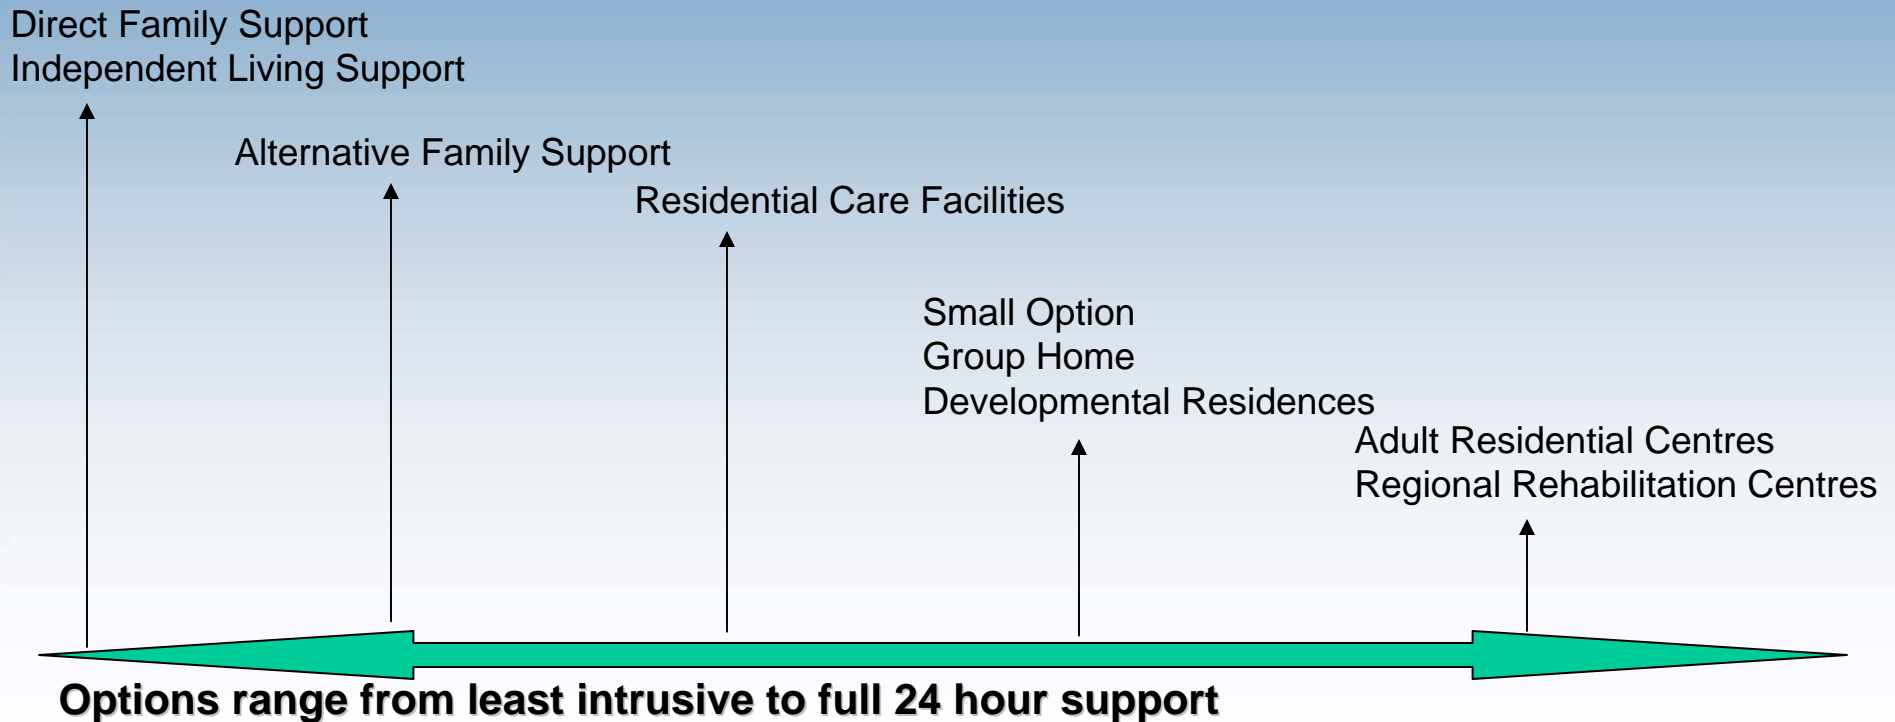 Direct Family Support
Independent Living Support
Alternative Family Support
Residential Care Facilities
Small Option
Group Home
Developmental Residences
Adult Residential Centres
Regional Rehabilitation Centres
Options range from least intrusive to full 24 hour support